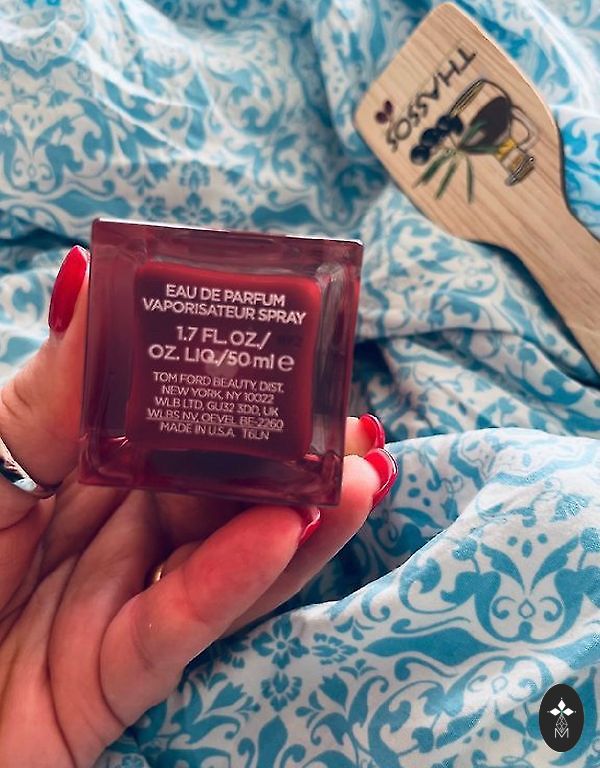 THASSOS
EAU DE PARFUM
VAPORISATEUR SPRAY
1.7 FL.OZ./
OZ. LIQ./50 ml ℮
TOM FORD BEAUTY, DIST.
NEW YORK, NY 10022
WLB LTD, GU32 3DD, UK
WLBS NV, OEVEL BE-2260
MADE IN U.S.A. T6LN